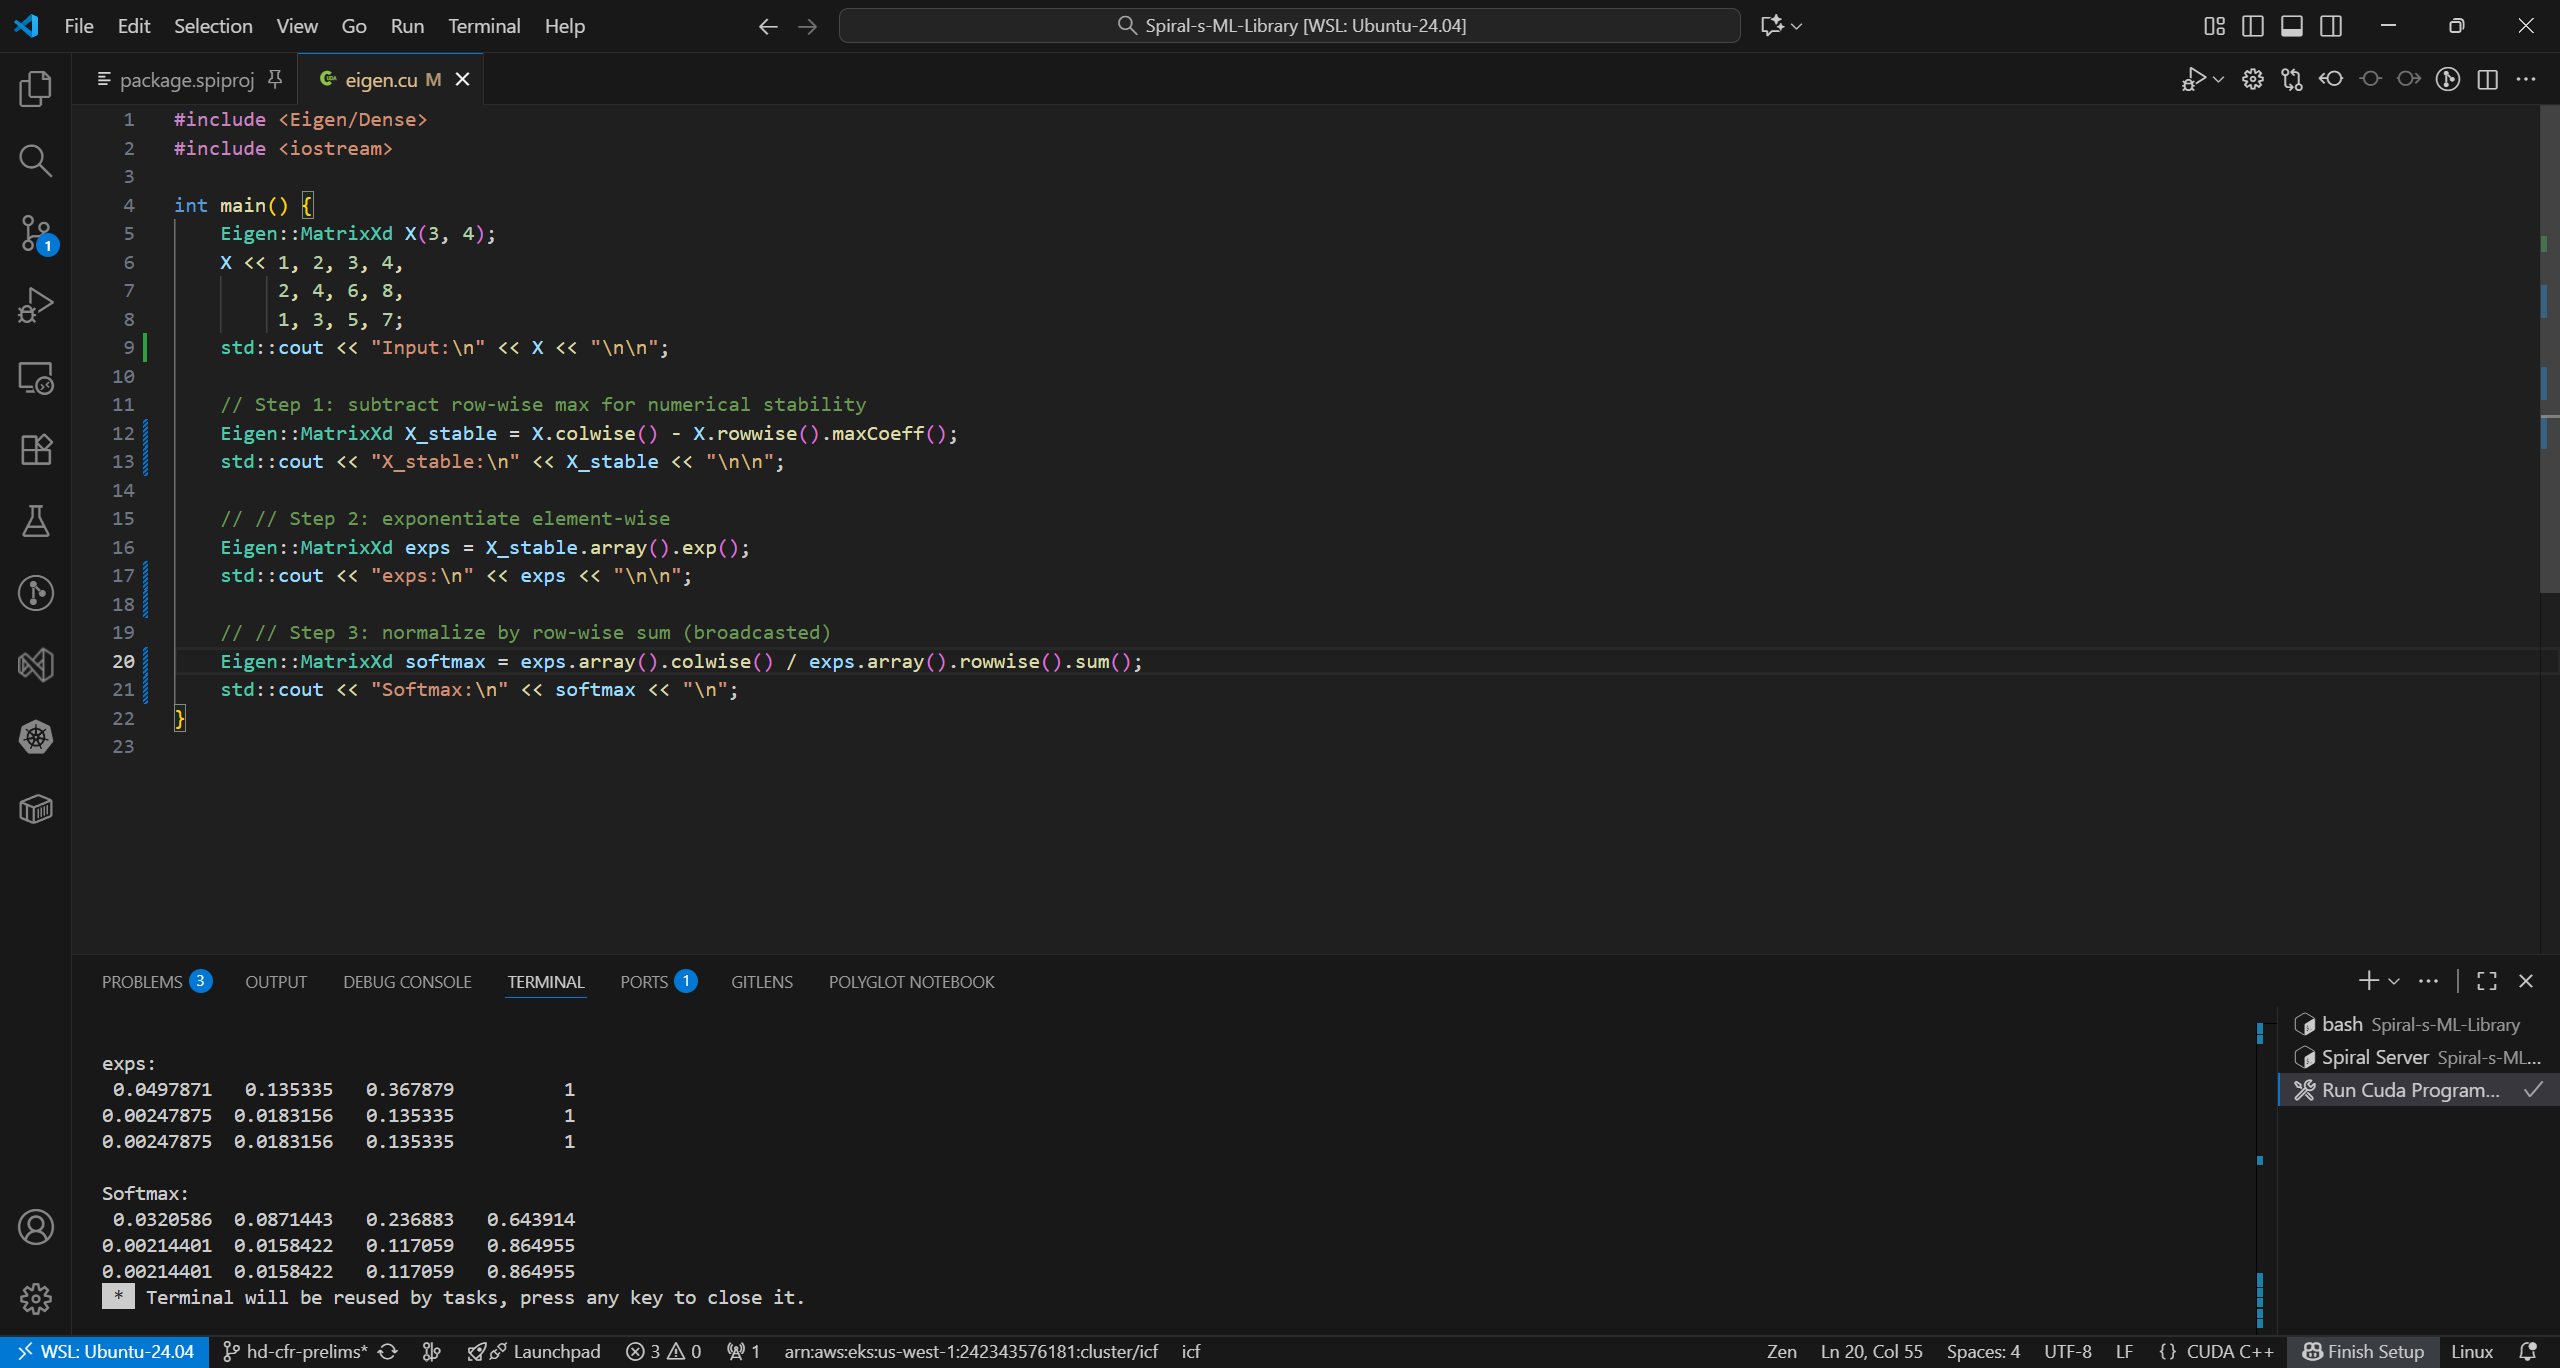 File Edit Selection View Go Run Terminal Help
Spiral-s-ML-Library [WSL: Ubuntu-24.04]
package.spiproj
eigen.cu M
1 #include <Eigen/Dense>
2 #include <iostream>
3
4 int main() {
5 Eigen::MatrixXd X(3, 4);
6 X << 1, 2, 3, 4,
7 2, 4, 6, 8,
8 1, 3, 5, 7;
9 std::cout << "Input:\n" << X << "\n\n";
10
11 // Step 1: subtract row-wise max for numerical stability
12 Eigen::MatrixXd X_stable = X.colwise() - X.rowwise().maxCoeff();
13 std::cout << "X_stable:\n" << X_stable << "\n\n";
14
15 // // Step 2: exponentiate element-wise
16 Eigen::MatrixXd exps = X_stable.array().exp();
17 std::cout << "exps:\n" << exps << "\n\n";
18
19 // // Step 3: normalize by row-wise sum (broadcasted)
20 Eigen::MatrixXd softmax = exps.array().colwise() / exps.array().rowwise().sum();
21 std::cout << "Softmax:\n" << softmax << "\n";
22 }
23
1
PROBLEMS 3 OUTPUT DEBUG CONSOLE TERMINAL PORTS 1 GITLENS POLYGLOT NOTEBOOK
exps:
0.0497871 0.135335 0.367879 1
0.00247875 0.0183156 0.135335 1
0.00247875 0.0183156 0.135335 1
Softmax:
0.0320586 0.0871443 0.236883 0.643914
0.00214401 0.0158422 0.117059 0.864955
0.00214401 0.0158422 0.117059 0.864955
* Terminal will be reused by tasks, press any key to close it.
bash Spiral-s-ML-Library
Spiral Server Spiral-s-ML...
Run Cuda Program...
WSL: Ubuntu-24.04 hd-cfr-prelims* Launchpad 3 0 1 arn:aws:eks:us-west-1:242343576181:cluster/icf icf Zen Ln 20, Col 55 Spaces: 4 UTF-8 LF {} CUDA C++ Finish Setup Linux